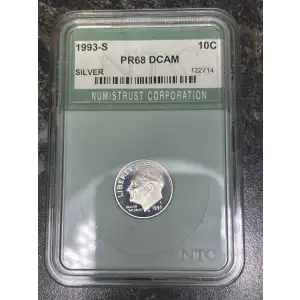 1993-S 10C
PR68 DCAM
SILVER 122714
NUMISTRUST CORPORATION
LIBERTY
NTC